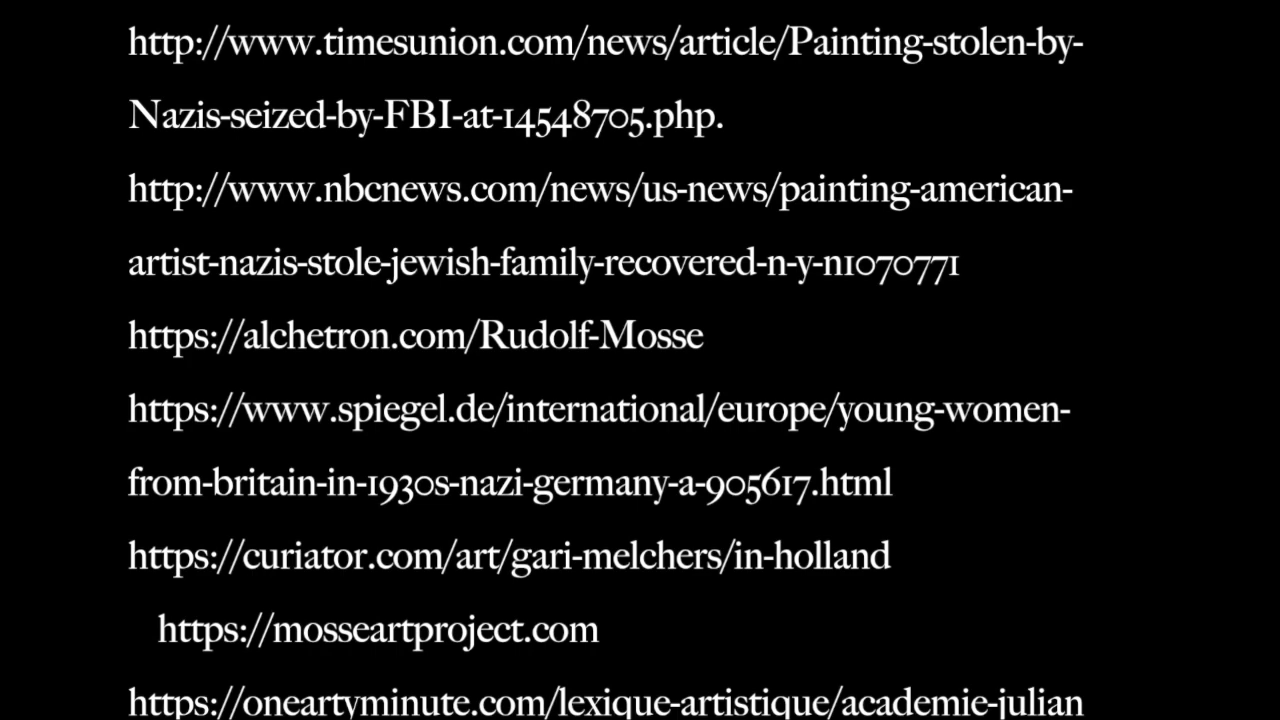 http://www.timesunion.com/news/article/Painting-stolen-by-
Nazis-seized-by-FBI-at-14548705.php.
http://www.nbcnews.com/news/us-news/painting-american-
artist-nazis-stole-jewish-family-recovered-n-y-n1070771
https://alchetron.com/Rudolf-Mosse
https://www.spiegel.de/international/europe/young-women-
from-britain-in-1930s-nazi-germany-a-905617.html
https://curiator.com/art/gari-melchers/in-holland
https://mosseartproject.com
https://oneartyminute.com/lexique-artistique/academie-julian